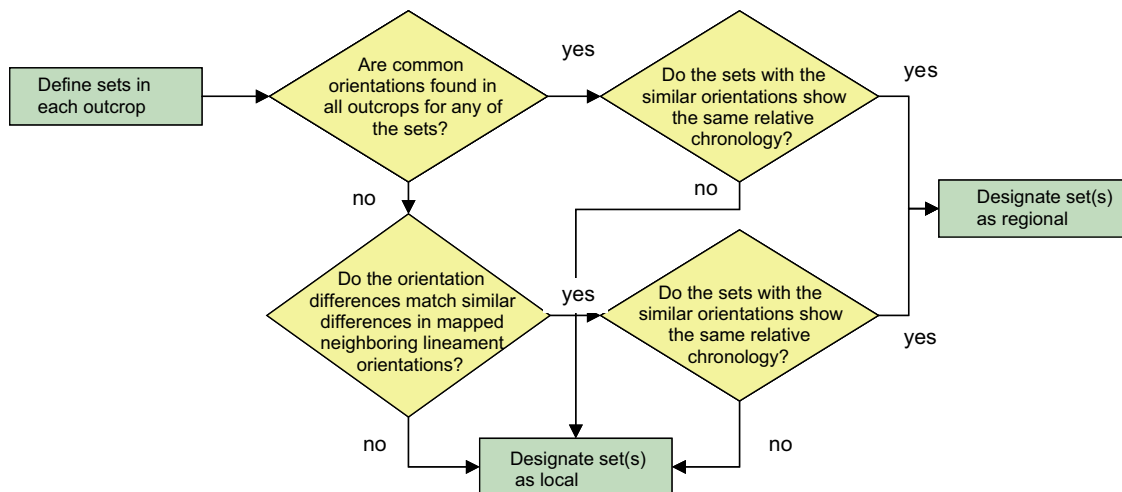 Define sets in
each outcrop
Are common
orientations found in
all outcrops for any of
the sets?
yes
Do the sets with the
similar orientations show
the same relative
chronology?
yes
no
no
Designate set(s)
as regional
Do the orientation
differences match similar
differences in mapped
neighboring lineament
orientations?
yes
Do the sets with the
similar orientations show
the same relative
chronology?
yes
no
Designate set(s)
as local
no